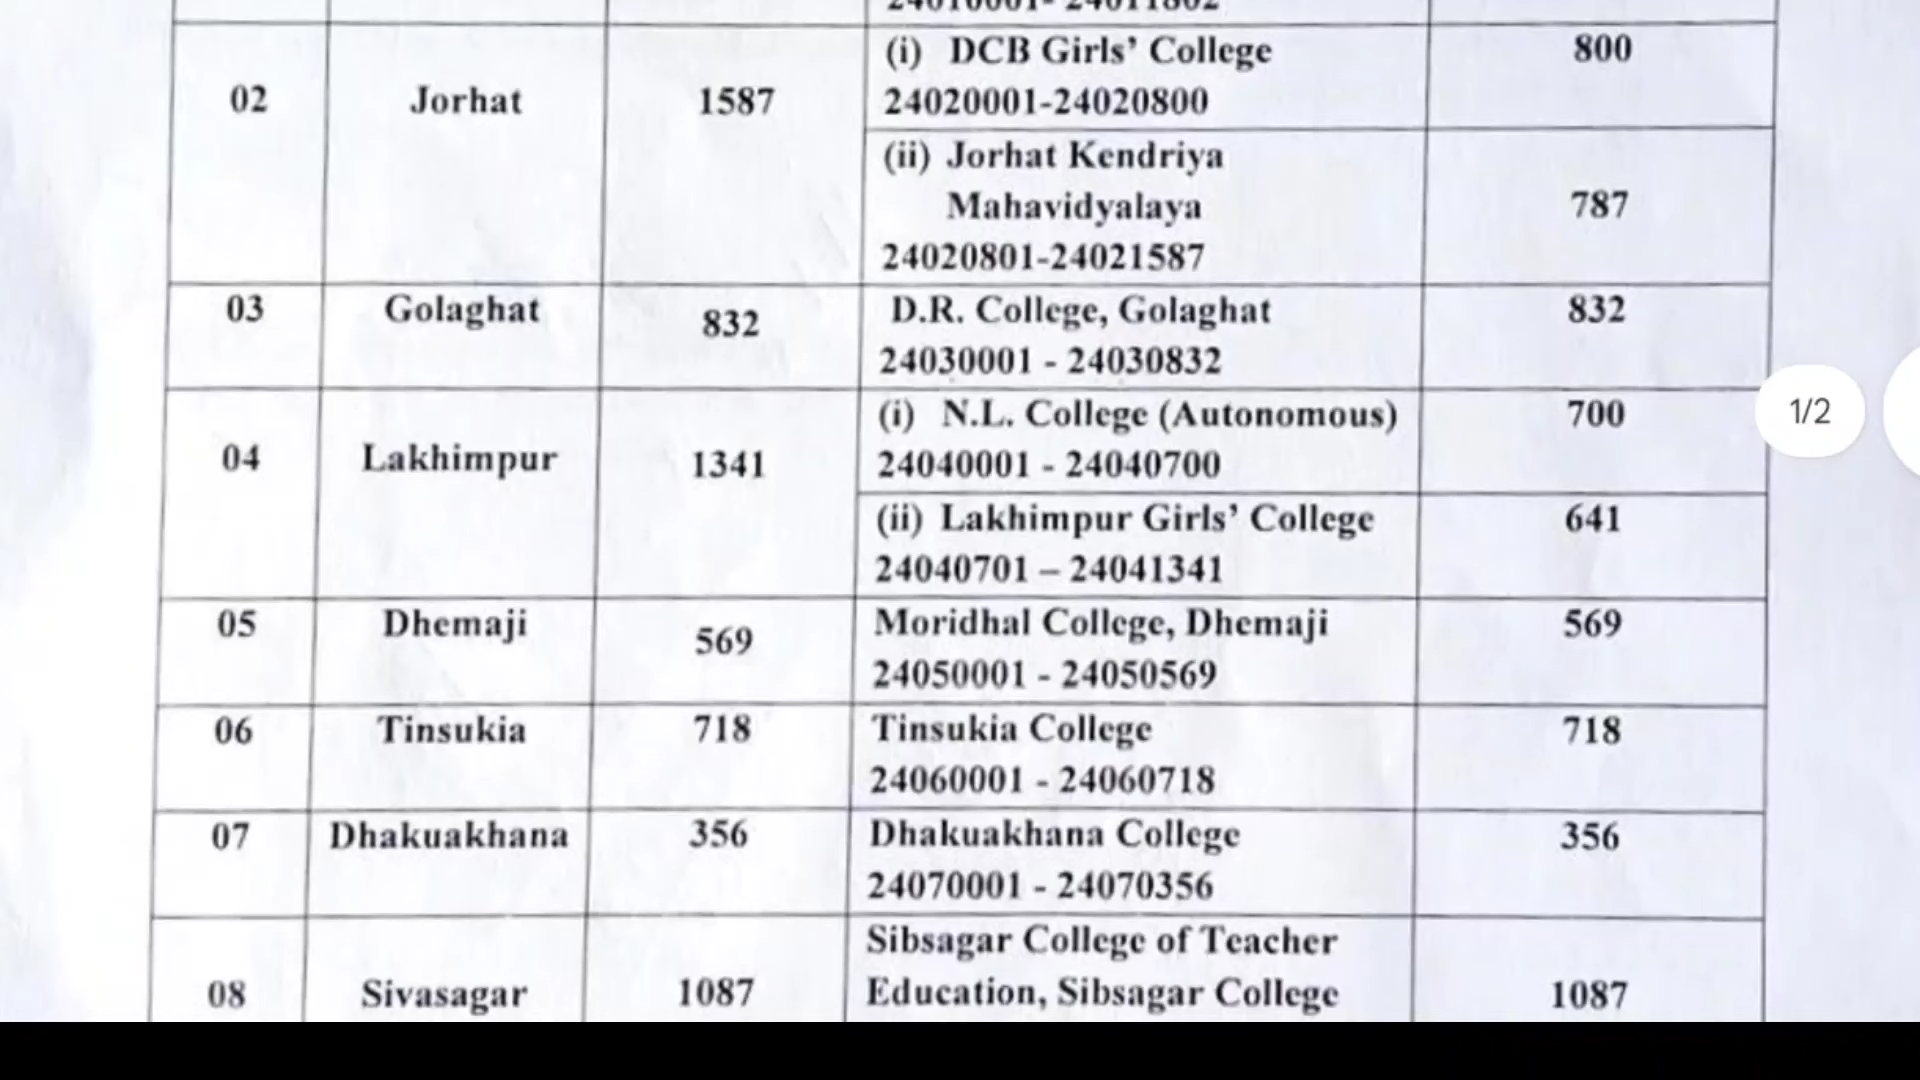 (i) DCB Girls' College 800
02 Jorhat 1587 24020001-24020800
(ii) Jorhat Kendriya
Mahavidyalaya 787
24020801-24021587
03 Golaghat 832 D.R. College, Golaghat 832
24030001 - 24030832
(i) N.L. College (Autonomous) 700
04 Lakhimpur 1341 24040001 - 24040700
(ii) Lakhimpur Girls' College 641
24040701 – 24041341
05 Dhemaji 569 Moridhal College, Dhemaji 569
24050001 - 24050569
06 Tinsukia 718 Tinsukia College 718
24060001 - 24060718
07 Dhakuakhana 356 Dhakuakhana College 356
24070001 - 24070356
Sibsagar College of Teacher
08 Sivasagar 1087 Education, Sibsagar College 1087
1/2